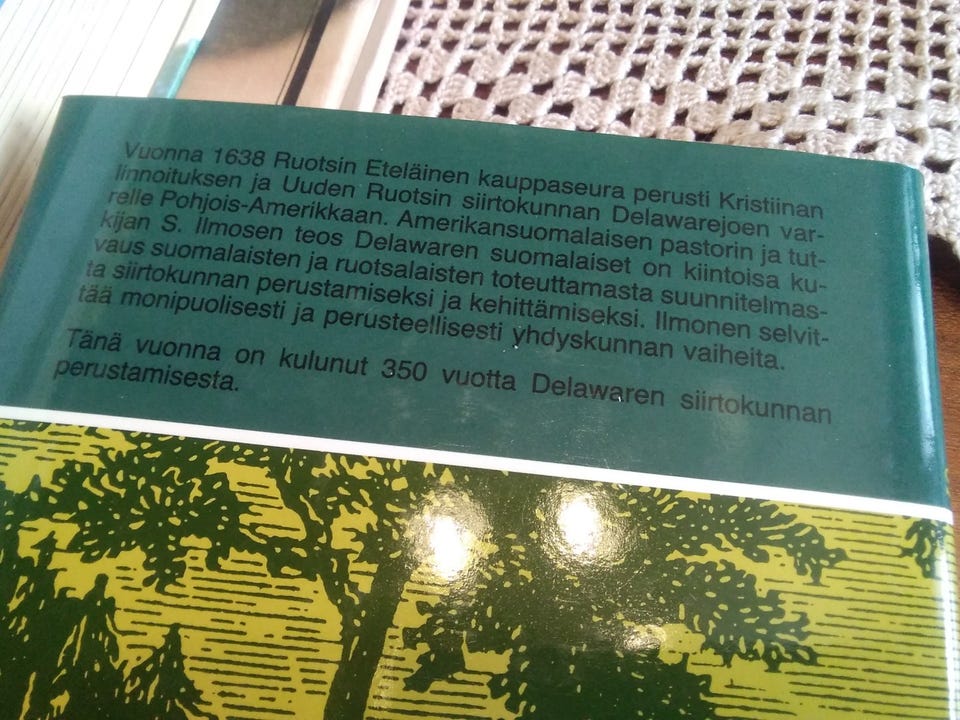 Vuonna 1638 Ruotsin Eteläinen kauppaseura perusti Kristiinan
linnoituksen ja Uuden Ruotsin siirtokunnan Delawarejoen var-
relle Pohjois-Amerikkaan. Amerikansuomalaisen pastorin ja tut-
kijan S. Ilmosen teos Delawaren suomalaiset on kiintoisa ku-
vaus suomalaisten ja ruotsalaisten toteuttamasta suunnitelmas-
ta siirtokunnan perustamiseksi ja kehittämiseksi. Ilmonen selvit-
tää monipuolisesti ja perusteellisesti yhdyskunnan vaiheita.
Tänä vuonna on kulunut 350 vuotta Delawaren siirtokunnan
perustamisesta.